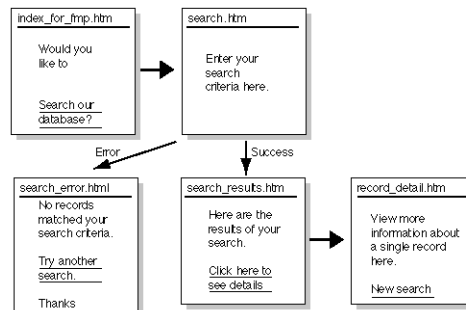 index_for_fmp.htm
Would you
like to
Search our
database?
search.htm
Enter your
search
criteria here.
Error
Success
search_error.html
No records
matched your
search criteria.
Try another
search.
Thanks
search_results.htm
Here are the
results of your
search.
Click here to
see details
record_detail.htm
View more
information about
a single record
here.
New search